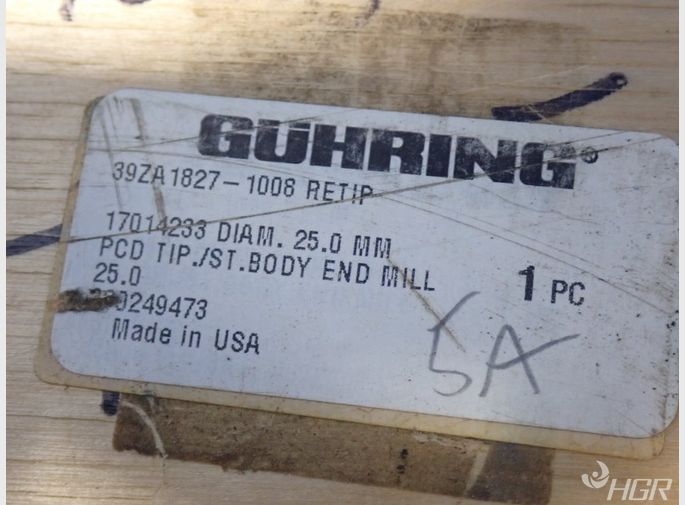 GÜHRING®
39ZA1827-1008 RETIP
17014233 DIAM. 25.0 MM
PCD TIP./ST.BODY END MILL
25.0
1 PC
Made in USA
5A
HGR